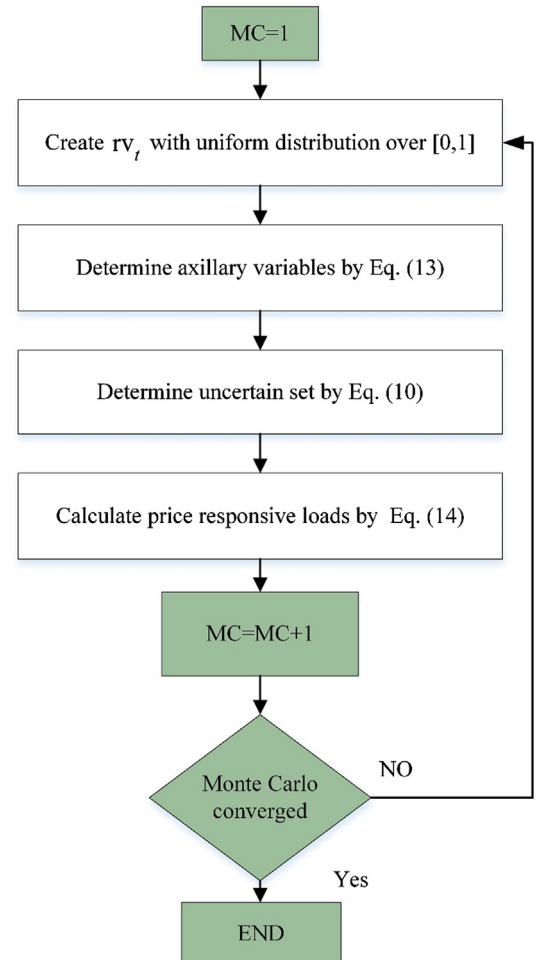 MC=1
Create rv_t with uniform distribution over [0,1]
Determine axillary variables by Eq. (13)
Determine uncertain set by Eq. (10)
Calculate price responsive loads by Eq. (14)
MC=MC+1
Monte Carlo
converged
NO
Yes
END